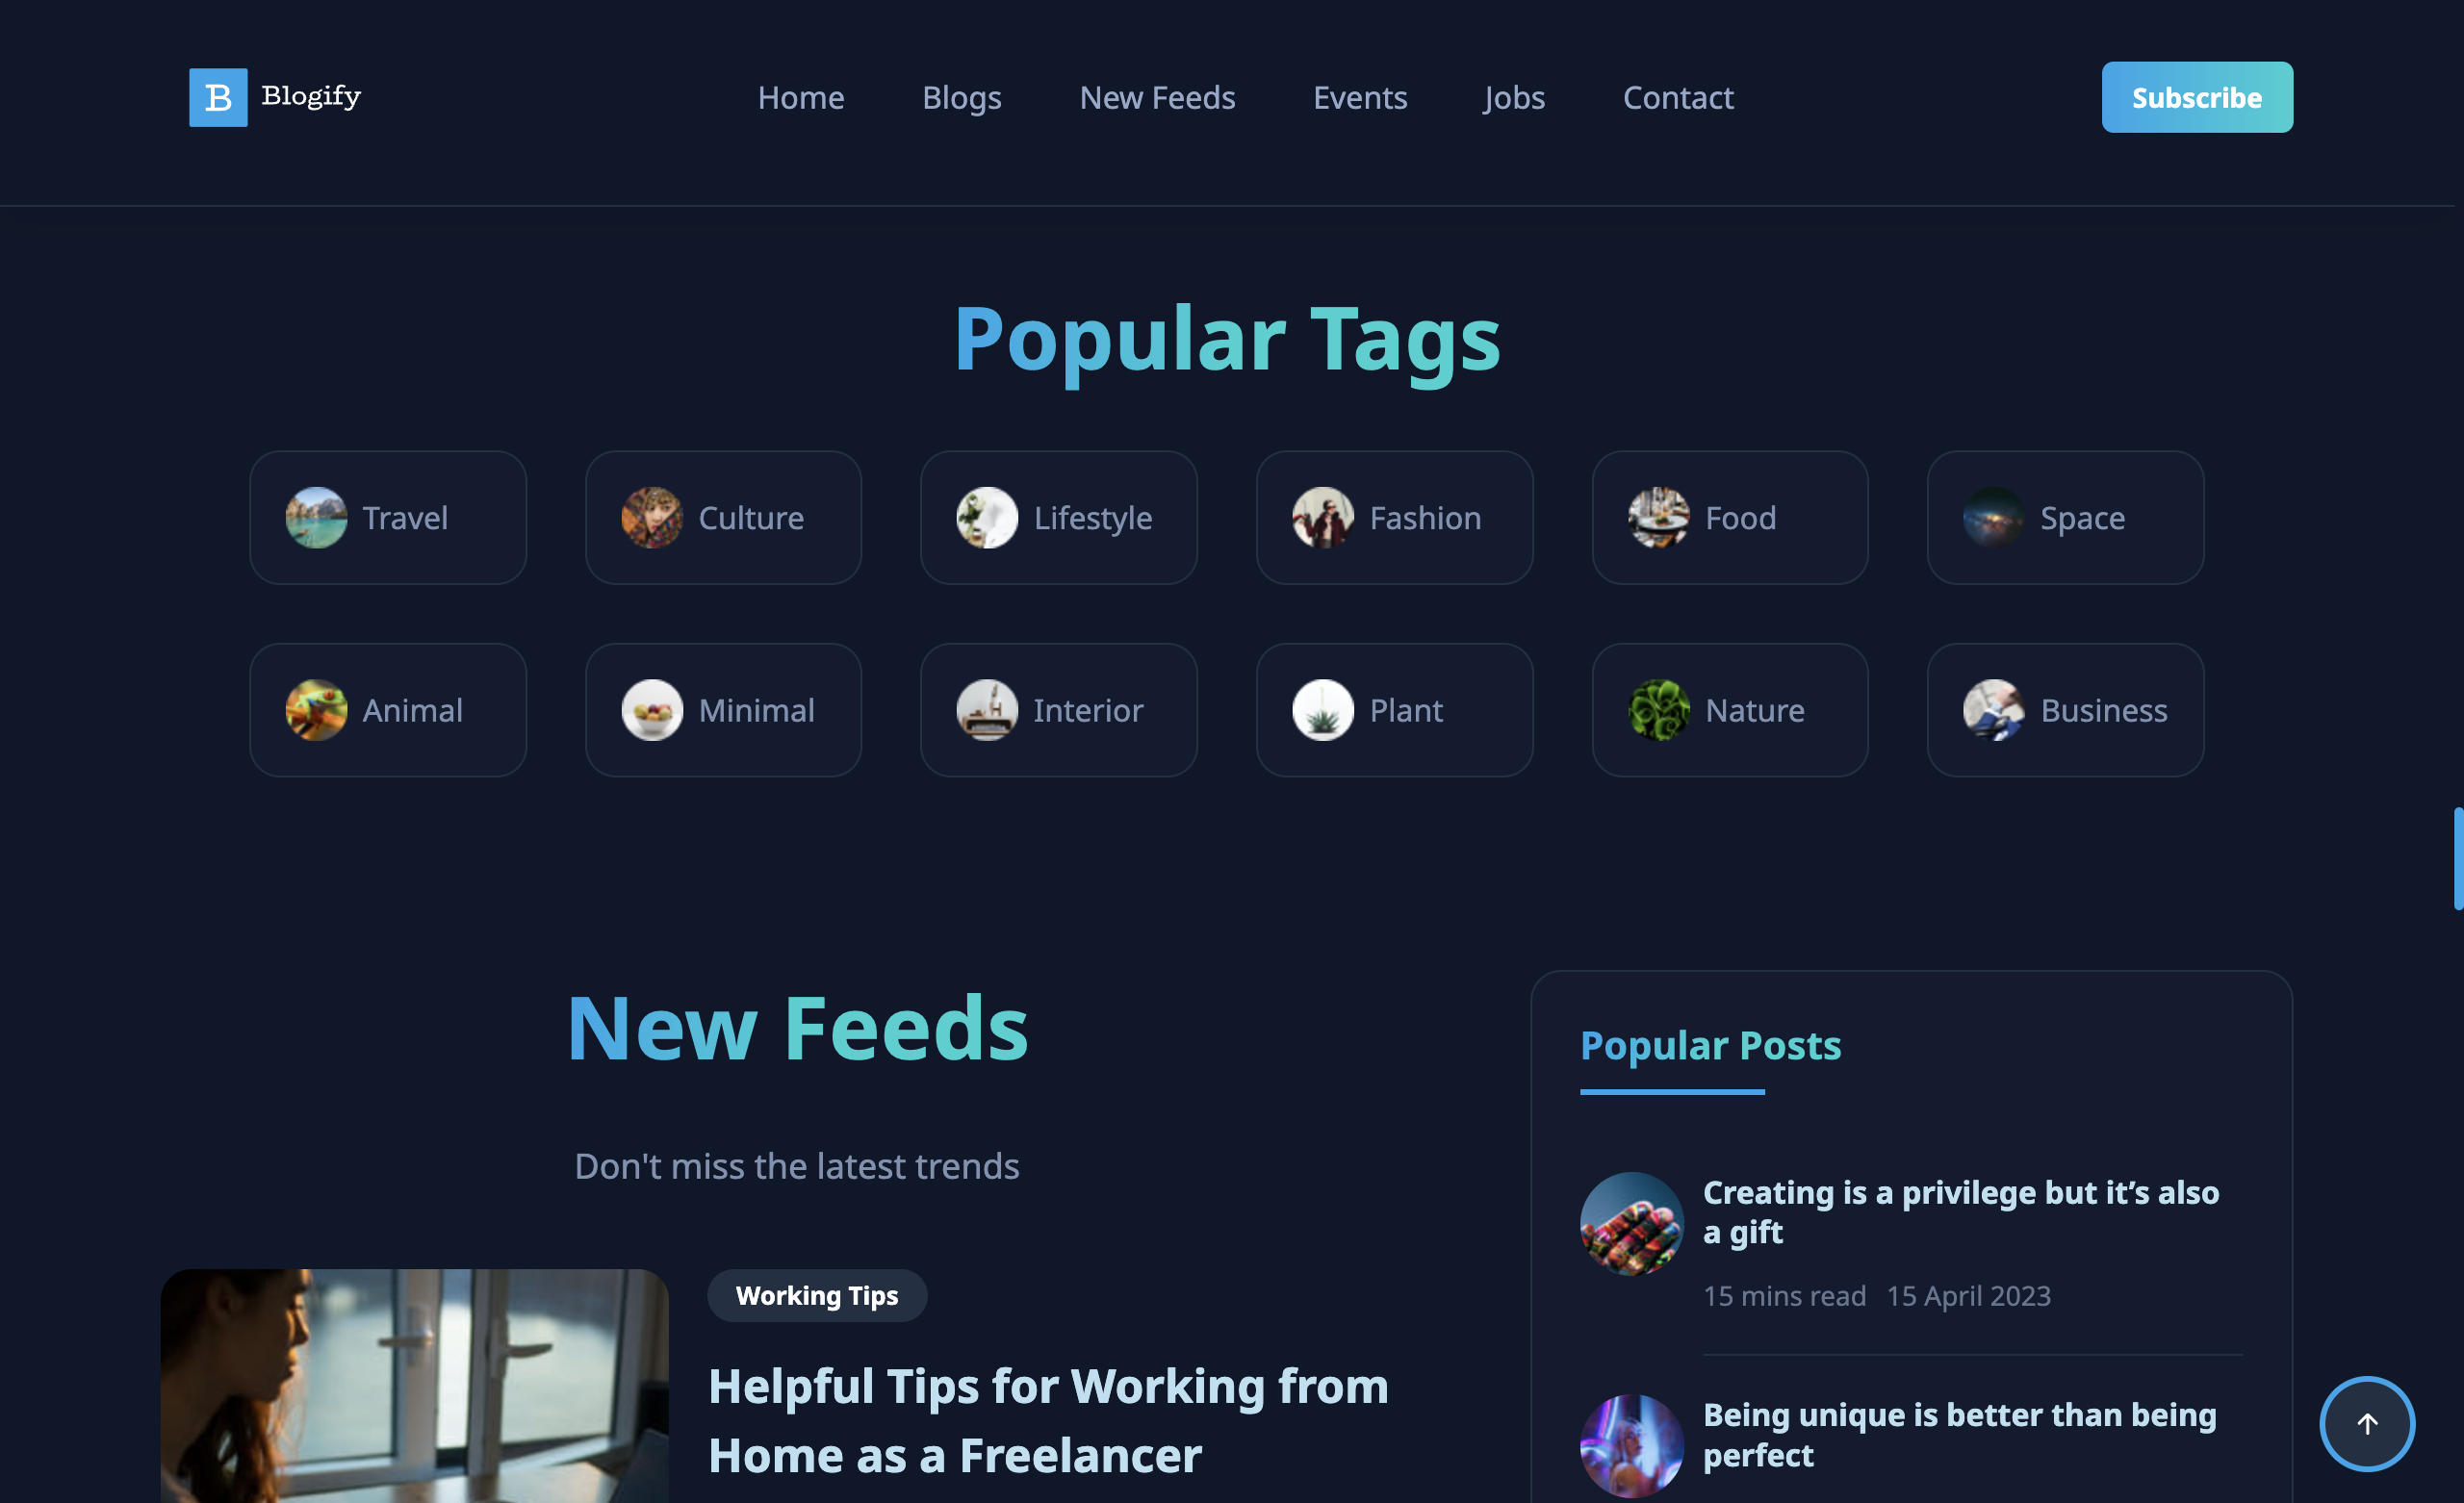 B Blogify
Home Blogs New Feeds Events Jobs Contact
Subscribe
Popular Tags
Travel Culture Lifestyle Fashion Food Space
Animal Minimal Interior Plant Nature Business
New Feeds
Don't miss the latest trends
Working Tips
Helpful Tips for Working from
Home as a Freelancer
Popular Posts
Creating is a privilege but it’s also
a gift
15 mins read 15 April 2023
Being unique is better than being
perfect